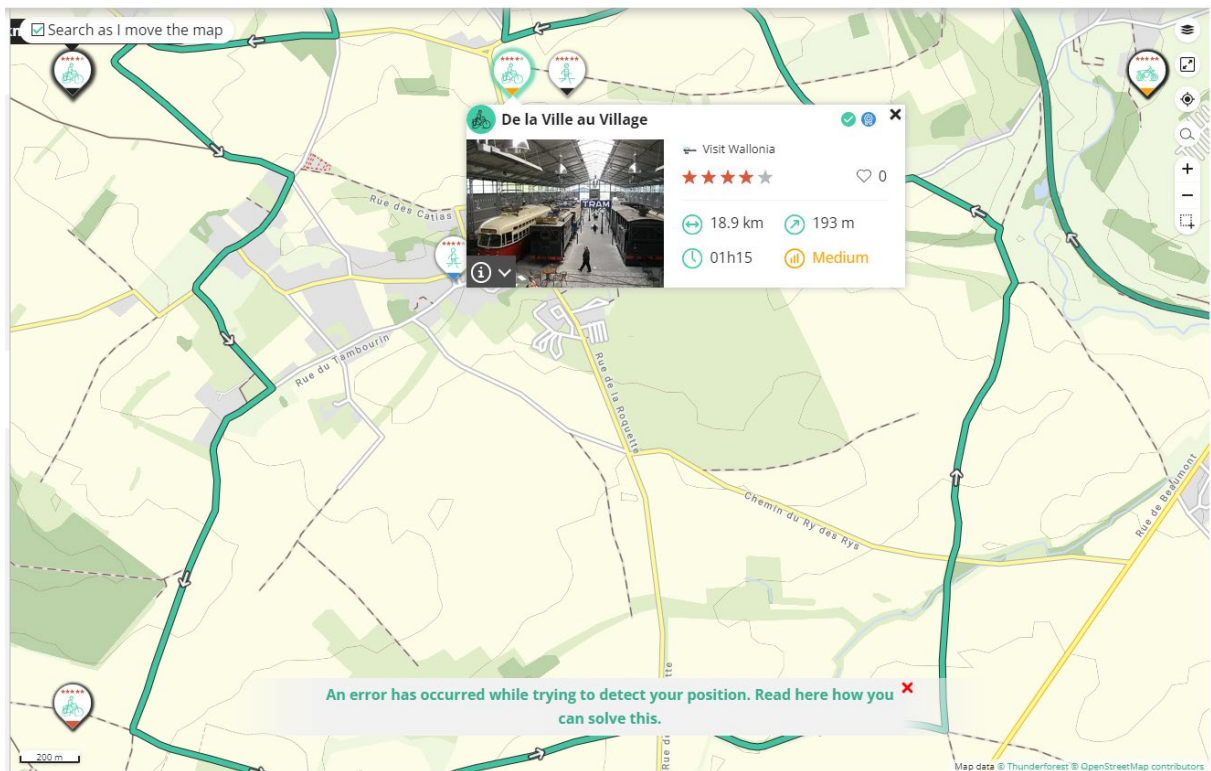 Search as I move the map
De la Ville au Village
Visit Wallonia
0
18.9 km
193 m
01h15
Medium
TRAM
Rue des Catias
Rue du Tambourin
Rue de la Roquette
Chemin du Ry des Rys
Rue de Beaumont
An error has occurred while trying to detect your position. Read here how you
can solve this.
200 m
Map data © Thunderforest © OpenStreetMap contributors